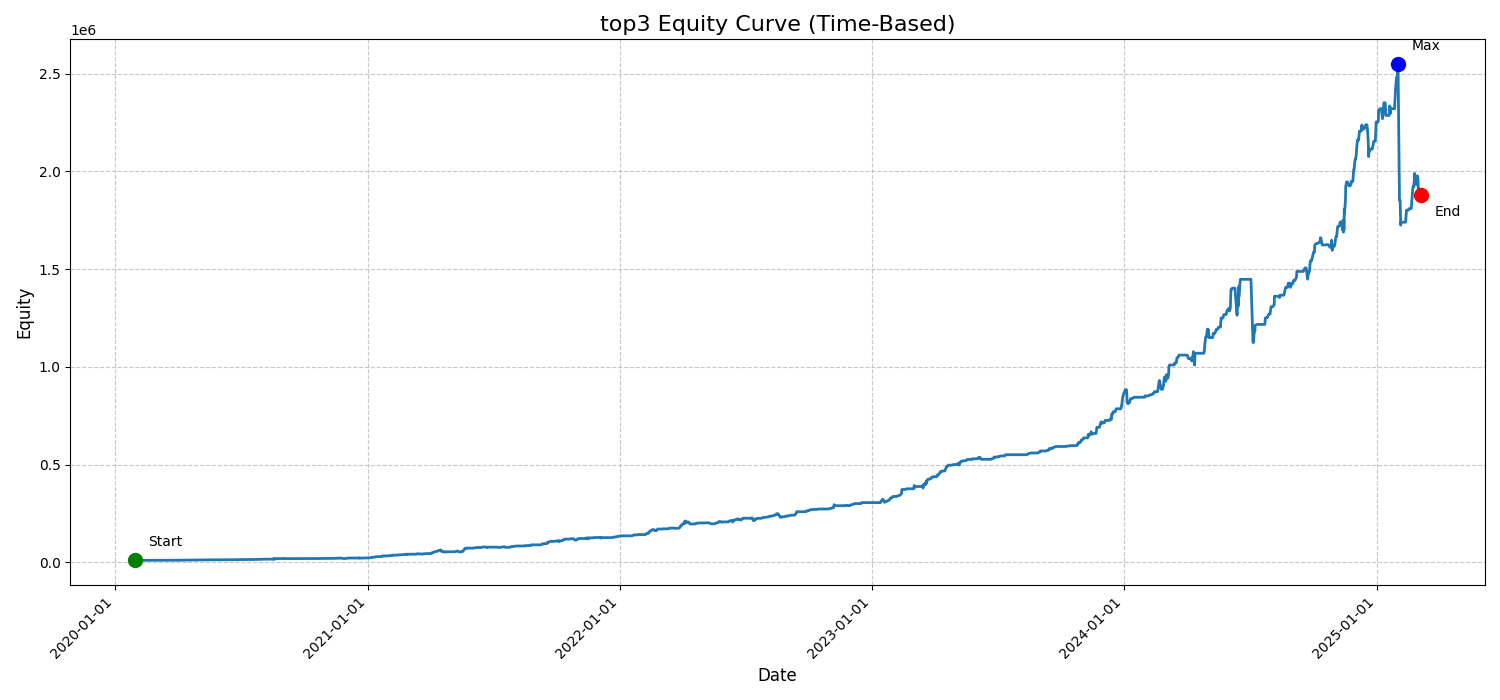 top3 Equity Curve (Time-Based)
1e6
Max
2.5
2.0
End
1.5
Equity
1.0
0.5
Start
0.0
2020-01-01
2021-01-01
2022-01-01
2023-01-01
2024-01-01
2025-01-01
Date